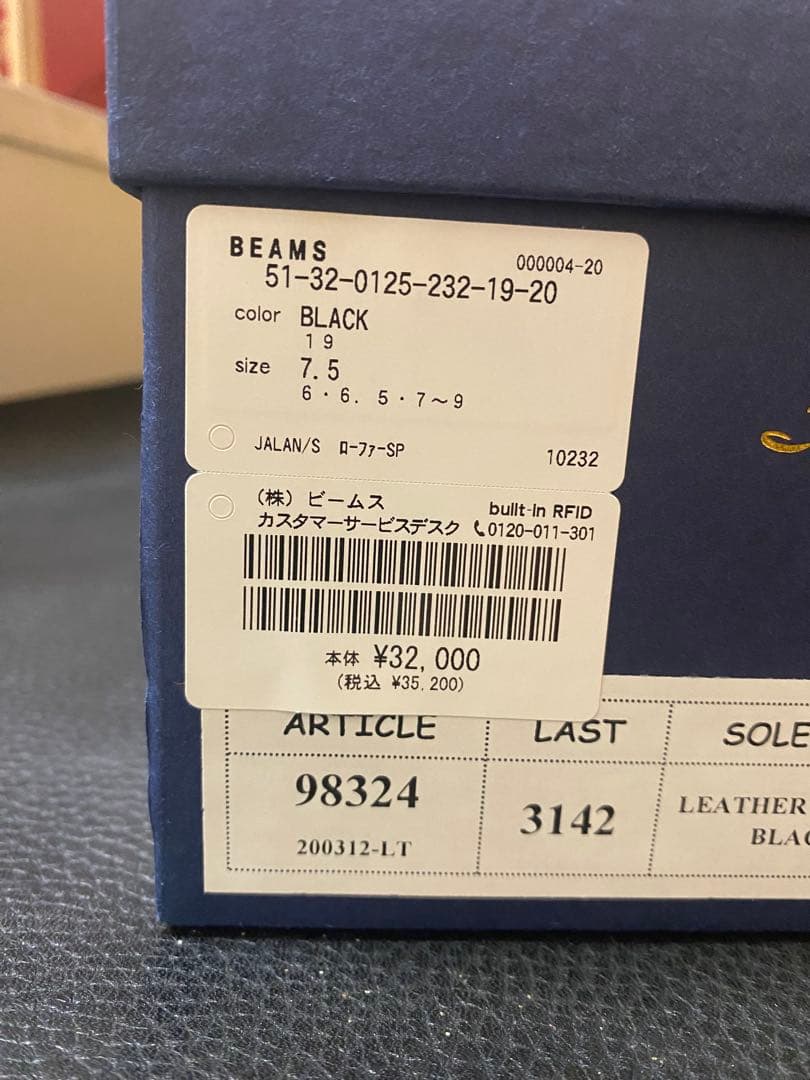 BEAMS
000004-20
51-32-0125-232-19-20
color BLACK
19
size 7.5
6・6.5・7～9
JALAN/S ﾛｰﾌｧｰSP 10232
(株)ビームス built-in RFID
カスタマーサービスデスク 0120-011-301
本体 ¥32,000
(税込 ¥35,200)
ARTICLE LAST SOLE
98324 3142 LEATHER
200312-LT